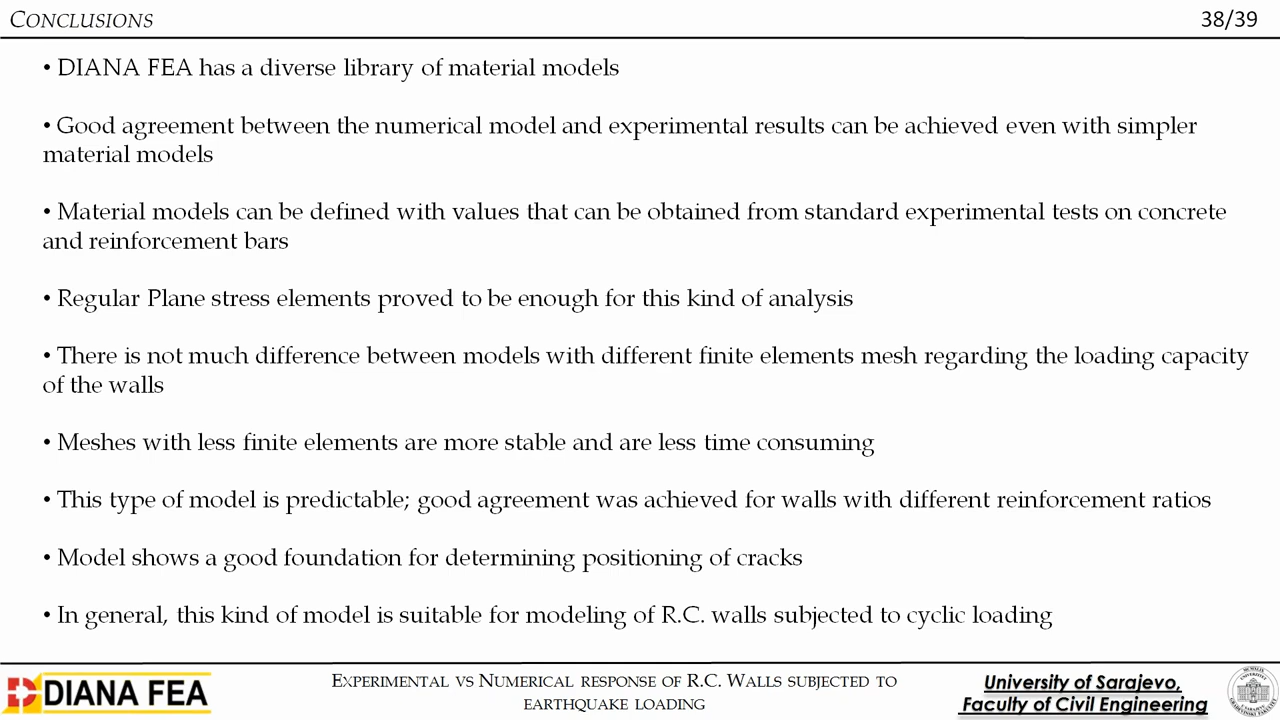 CONCLUSIONS
38/39
• DIANA FEA has a diverse library of material models
• Good agreement between the numerical model and experimental results can be achieved even with simpler
material models
• Material models can be defined with values that can be obtained from standard experimental tests on concrete
and reinforcement bars
• Regular Plane stress elements proved to be enough for this kind of analysis
• There is not much difference between models with different finite elements mesh regarding the loading capacity
of the walls
• Meshes with less finite elements are more stable and are less time consuming
• This type of model is predictable; good agreement was achieved for walls with different reinforcement ratios
• Model shows a good foundation for determining positioning of cracks
• In general, this kind of model is suitable for modeling of R.C. walls subjected to cyclic loading
DIANA FEA
EXPERIMENTAL VS NUMERICAL RESPONSE OF R.C. WALLS SUBJECTED TO
EARTHQUAKE LOADING
University of Sarajevo,
Faculty of Civil Engineering